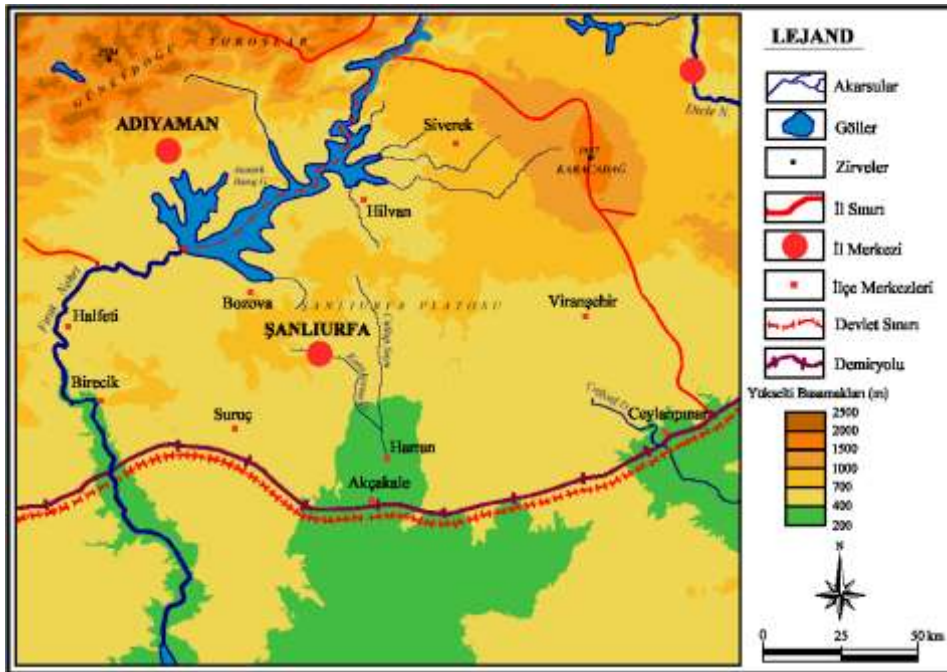 TOROSLAR
GÜNEYDOĞU
ADIYAMAN
Siverek
KARACADAĞ
Dicle N.
Hilvan
Fırat Nehri
Bozova
ŞANLIURFA PLATOSU
Viranşehir
Halfeti
ŞANLIURFA
Birecik
Suruç
Ceylanpınar
Harran
Akçakale
LEJAND
Akarsular
Göller
Zirveler
İl Sınırı
İl Merkezi
İlçe Merkezleri
Devlet Sınırı
Demiryolu
Yükselti Basamakları (m)
2500
2000
1500
1000
700
400
200
N
0 25 50 km